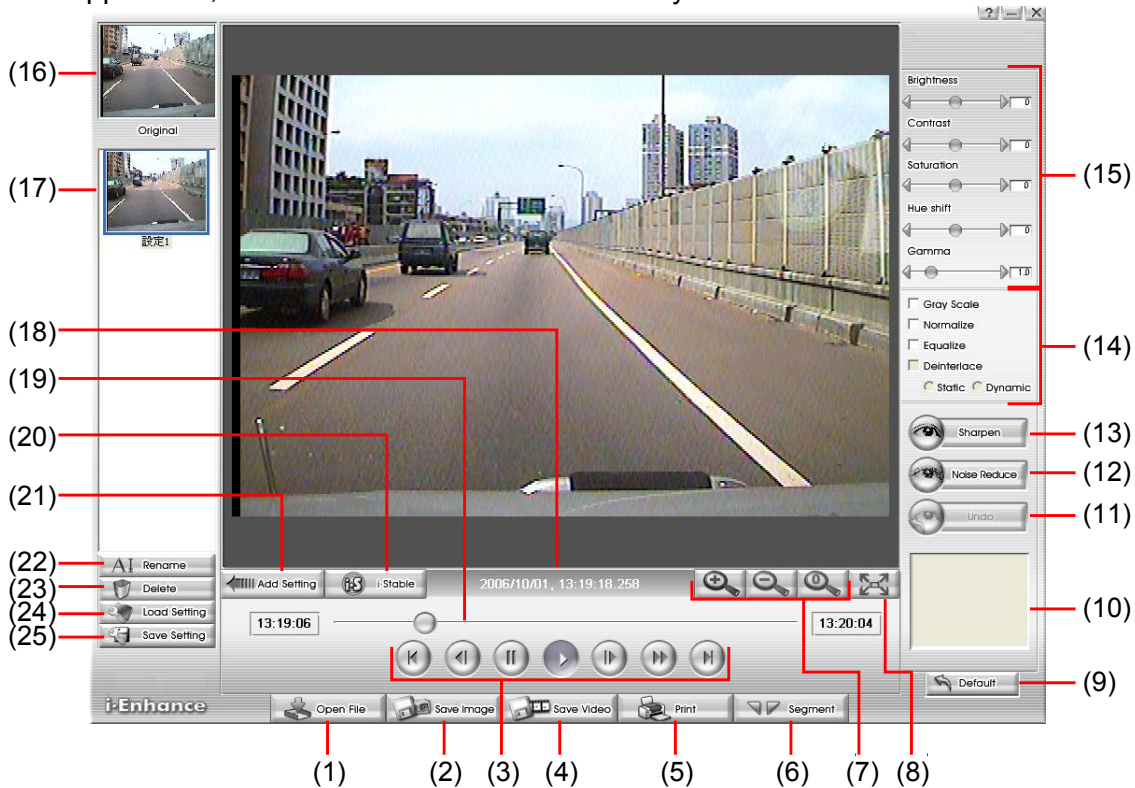 (16)
Original
(17)
設定1
(18)
(19)
(20)
(21)
(22)
(23)
(24)
(25)
AI Rename
Delete
Load Setting
Save Setting
? — X
Brightness
0
Contrast
0
Saturation
0
Hue shift
0
Gamma
1.0
(15)
Gray Scale
Normalize
Equalize
Deinterlace
Static Dynamic
(14)
Sharpen
(13)
Noise Reduce
(12)
Undo
(11)
(10)
Default
(9)
Add Setting
i-S i-Stable
2006/10/01, 13:19:18.258
0
13:19:06
13:20:04
i-Enhance
Open File
Save Image
Save Video
Print
Segment
(1)
(2)
(3)
(4)
(5)
(6)
(7)
(8)